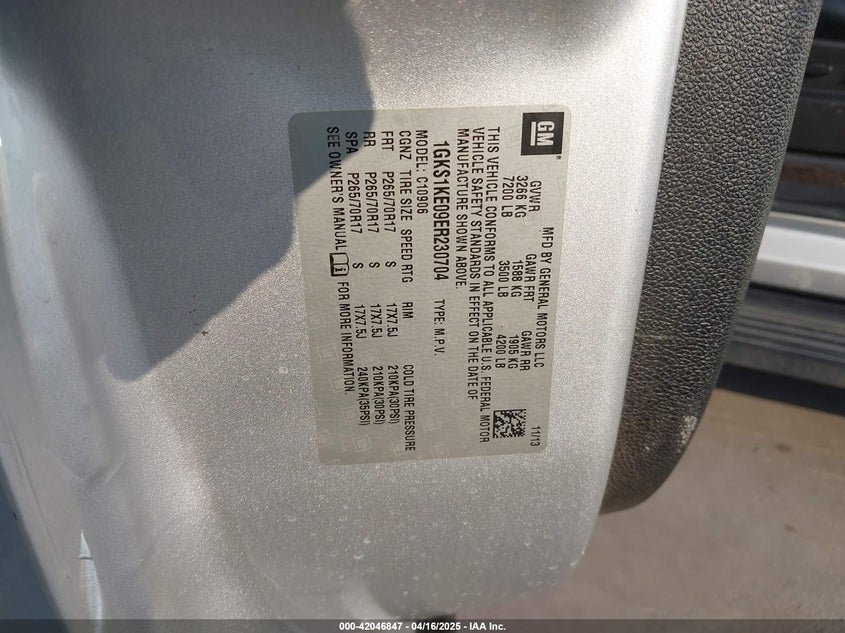 GM®
MFD BY GENERAL MOTORS LLC 11/13
GVWR GAWR FRT GAWR RR
3266 KG 1588 KG 1905 KG
7200 LB 3500 LB 4200 LB
THIS VEHICLE CONFORMS TO ALL APPLICABLE U.S. FEDERAL MOTOR
VEHICLE SAFETY STANDARDS IN EFFECT ON THE DATE OF
MANUFACTURE SHOWN ABOVE.
1GKS1KE09ER230704 TYPE: M.P.V.
MODEL: C10906
CGNZ TIRE SIZE SPEED RTG RIM COLD TIRE PRESSURE
FRT P265/70R17 S 17X7.5J 210KPA(30PSI)
RR P265/70R17 S 17X7.5J 210KPA(30PSI)
SPA P265/70R17 S 17X7.5J 240KPA(35PSI)
SEE OWNER'S MANUAL FOR MORE INFORMATION.
000-42046847 - 04/16/2025 - IAA Inc.